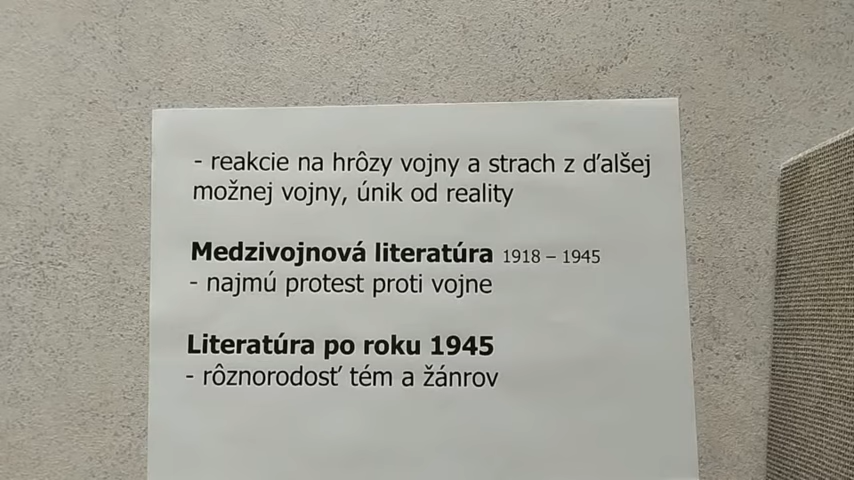 - reakcie na hrôzy vojny a strach z ďalšej
možnej vojny, únik od reality
Medzivojnová literatúra 1918 – 1945
- najmú protest proti vojne
Literatúra po roku 1945
- rôznorodosť tém a žánrov